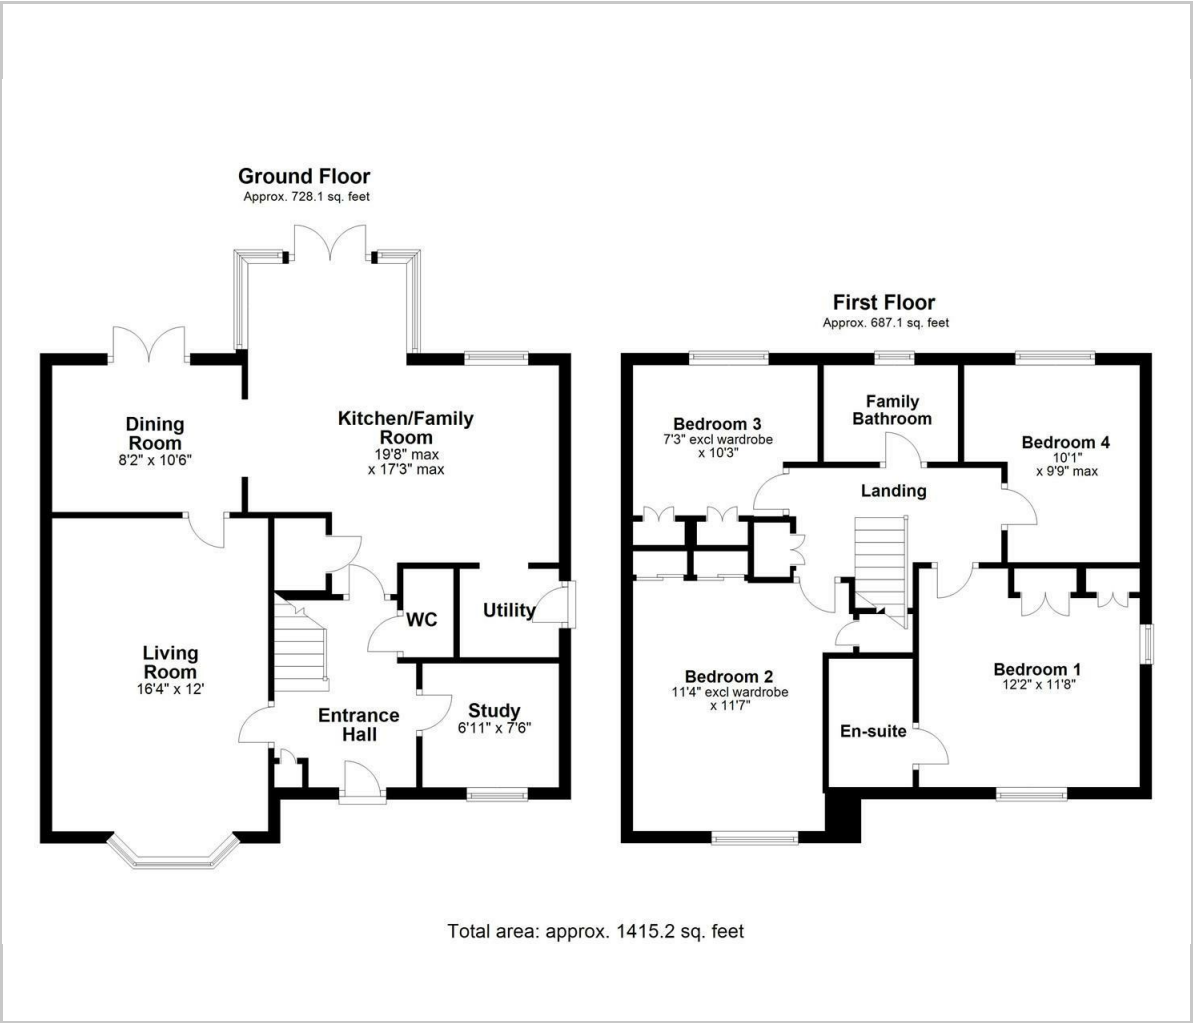 Ground Floor
Approx. 728.1 sq. feet
Dining
Room
8'2" x 10'6"
Kitchen/Family
Room
19'8" max
x 17'3" max
WC
Utility
Living
Room
16'4" x 12'
Entrance
Hall
Study
6'11" x 7'6"
First Floor
Approx. 687.1 sq. feet
Bedroom 3
7'3" excl wardrobe
x 10'3"
Family
Bathroom
Bedroom 4
10'1"
x 9'9" max
Landing
Bedroom 2
11'4" excl wardrobe
x 11'7"
En-suite
Bedroom 1
12'2" x 11'8"
Total area: approx. 1415.2 sq. feet